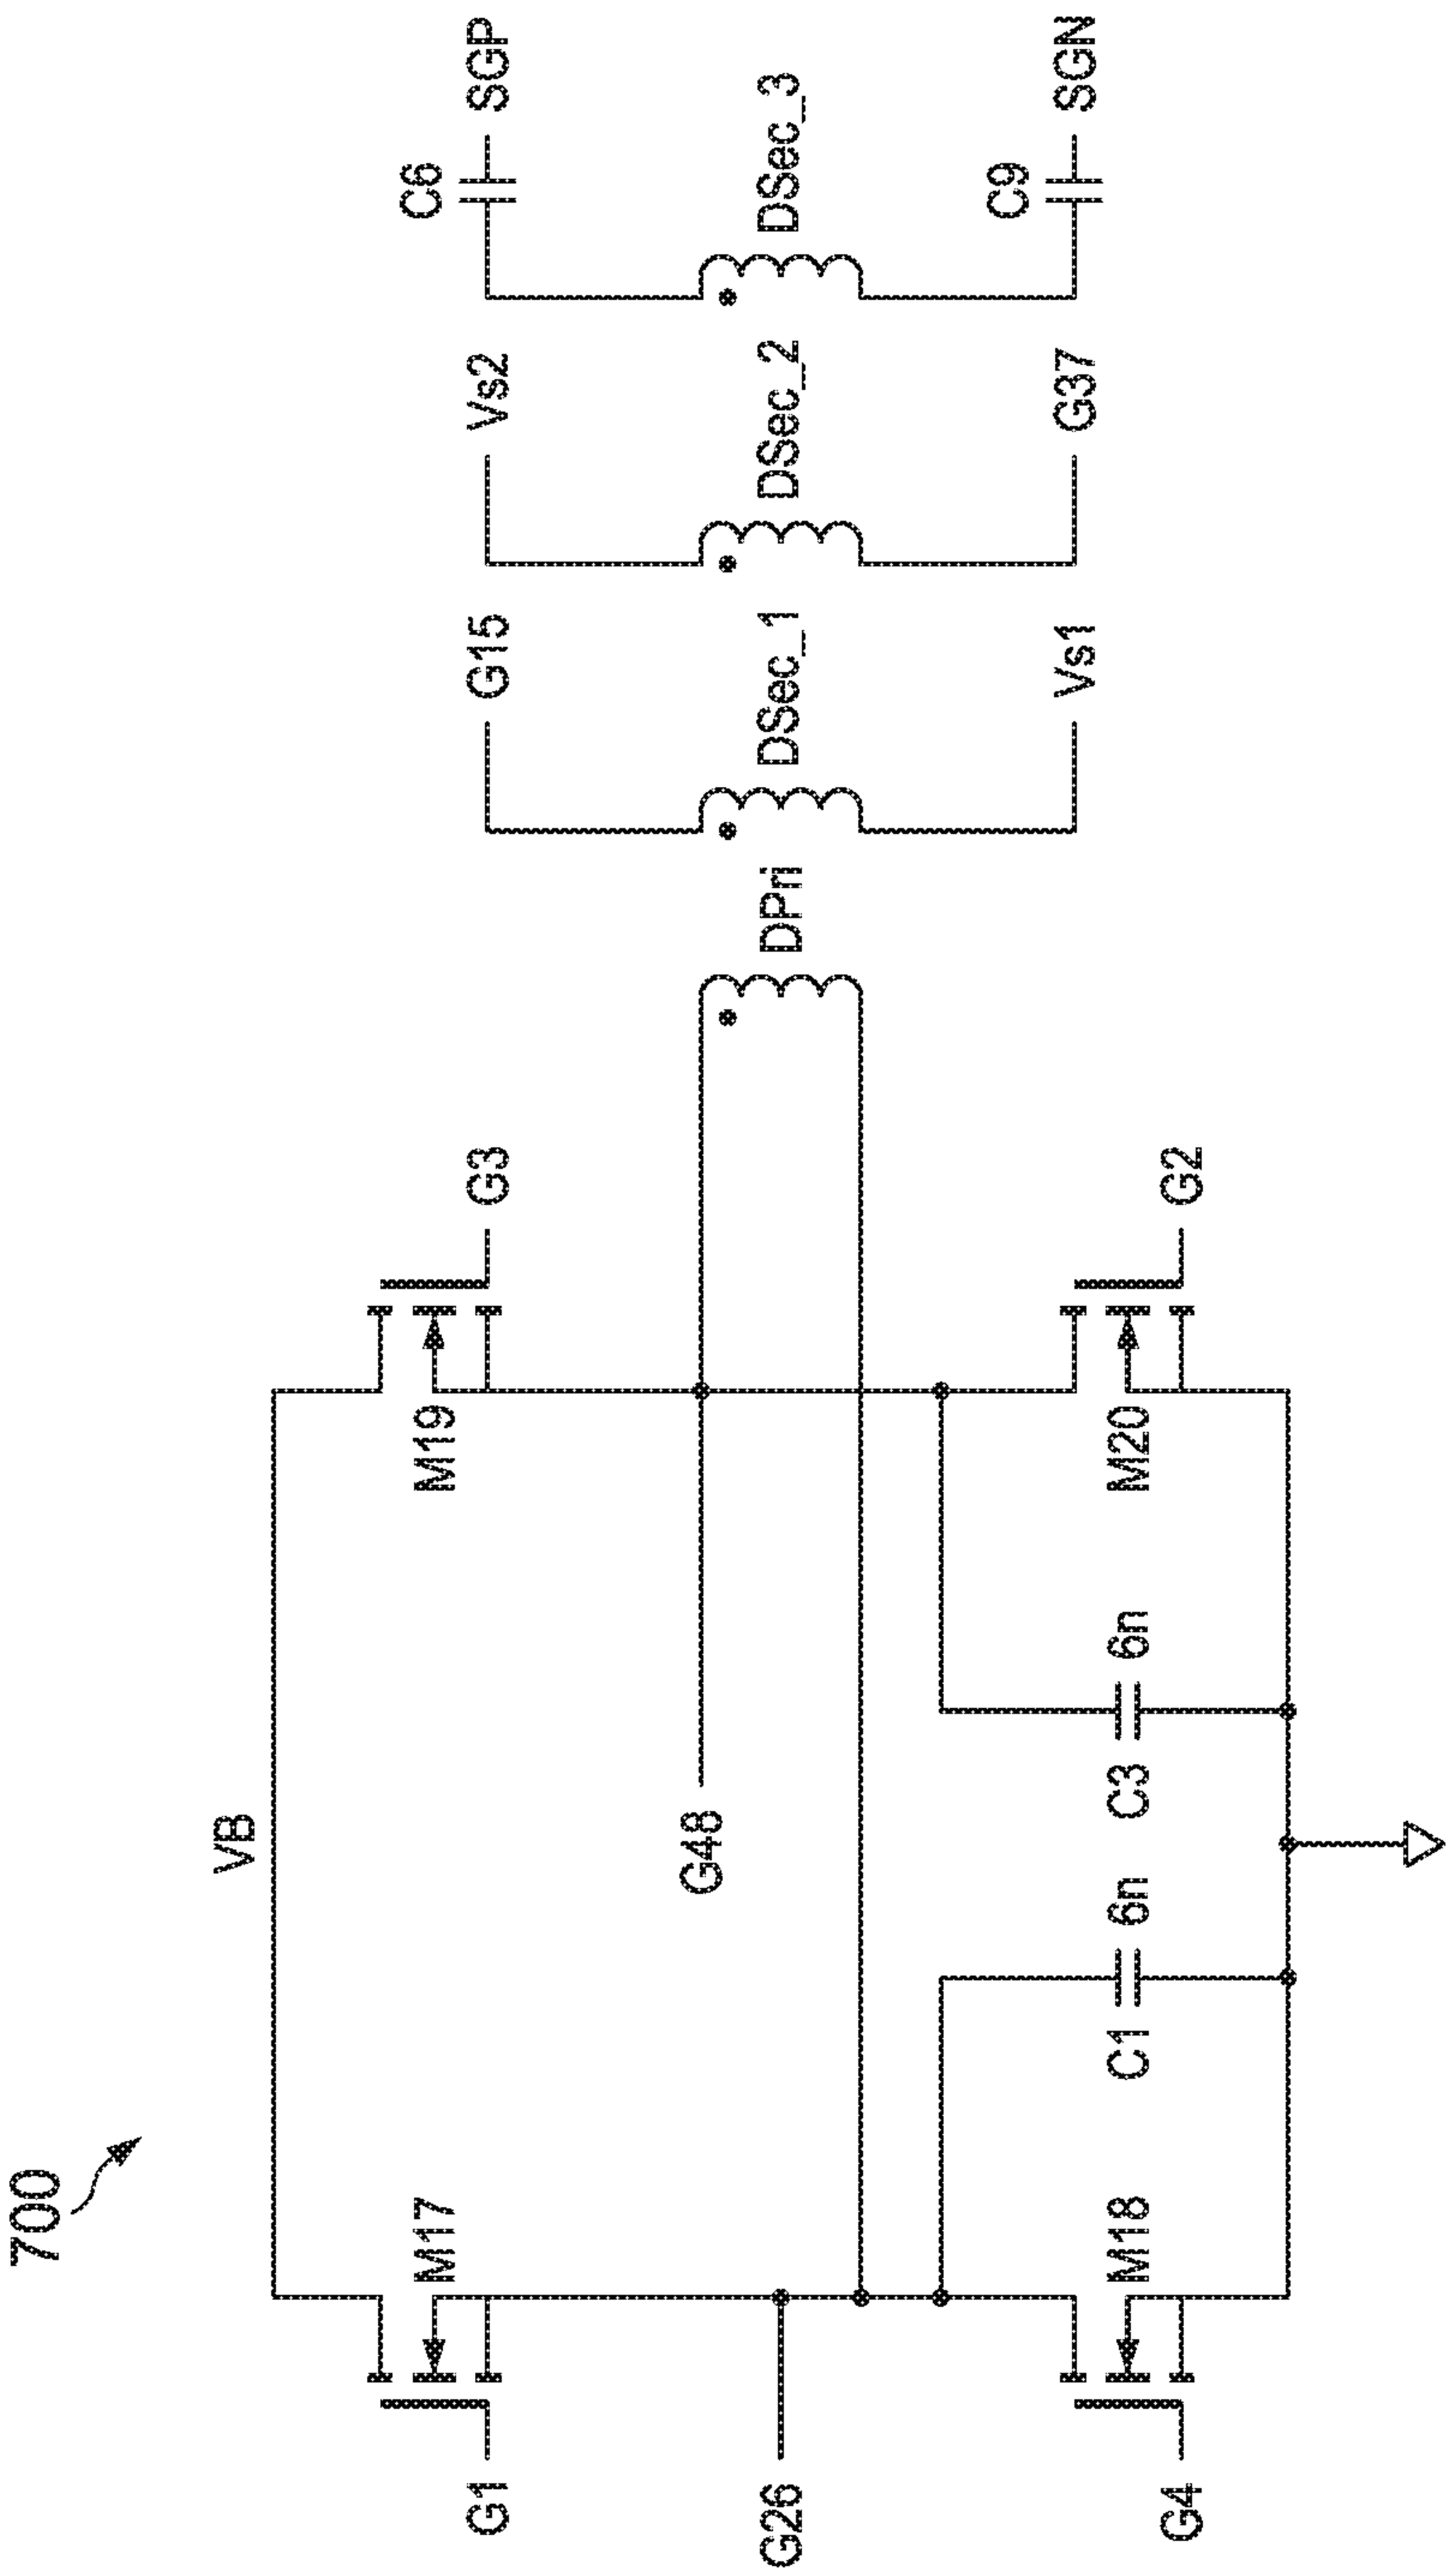 700
VB
G1
M17
M19
G3
G26
G48
DPri
G4
M18
C1
6n
C3
6n
M20
G2
G15
DSec_1
Vs1
Vs2
DSec_2
G37
C6
SGP
DSec_3
C9
SGN